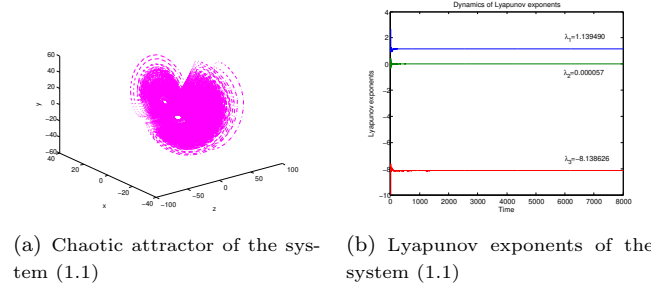 Dynamics of Lyapunov exponents
60
40
20
0
−20
−40
−60
y
40
20
0
−20
−40
x
−100
−50
0
50
100
z
4
2
0
−2
−4
−6
−8
−10
Lyapunov exponents
λ1=1.139490
λ2=0.000057
λ3=−8.138626
0 1000 2000 3000 4000 5000 6000 7000 8000
Time
(a) Chaotic attractor of the sys-
tem (1.1)
(b) Lyapunov exponents of the
system (1.1)